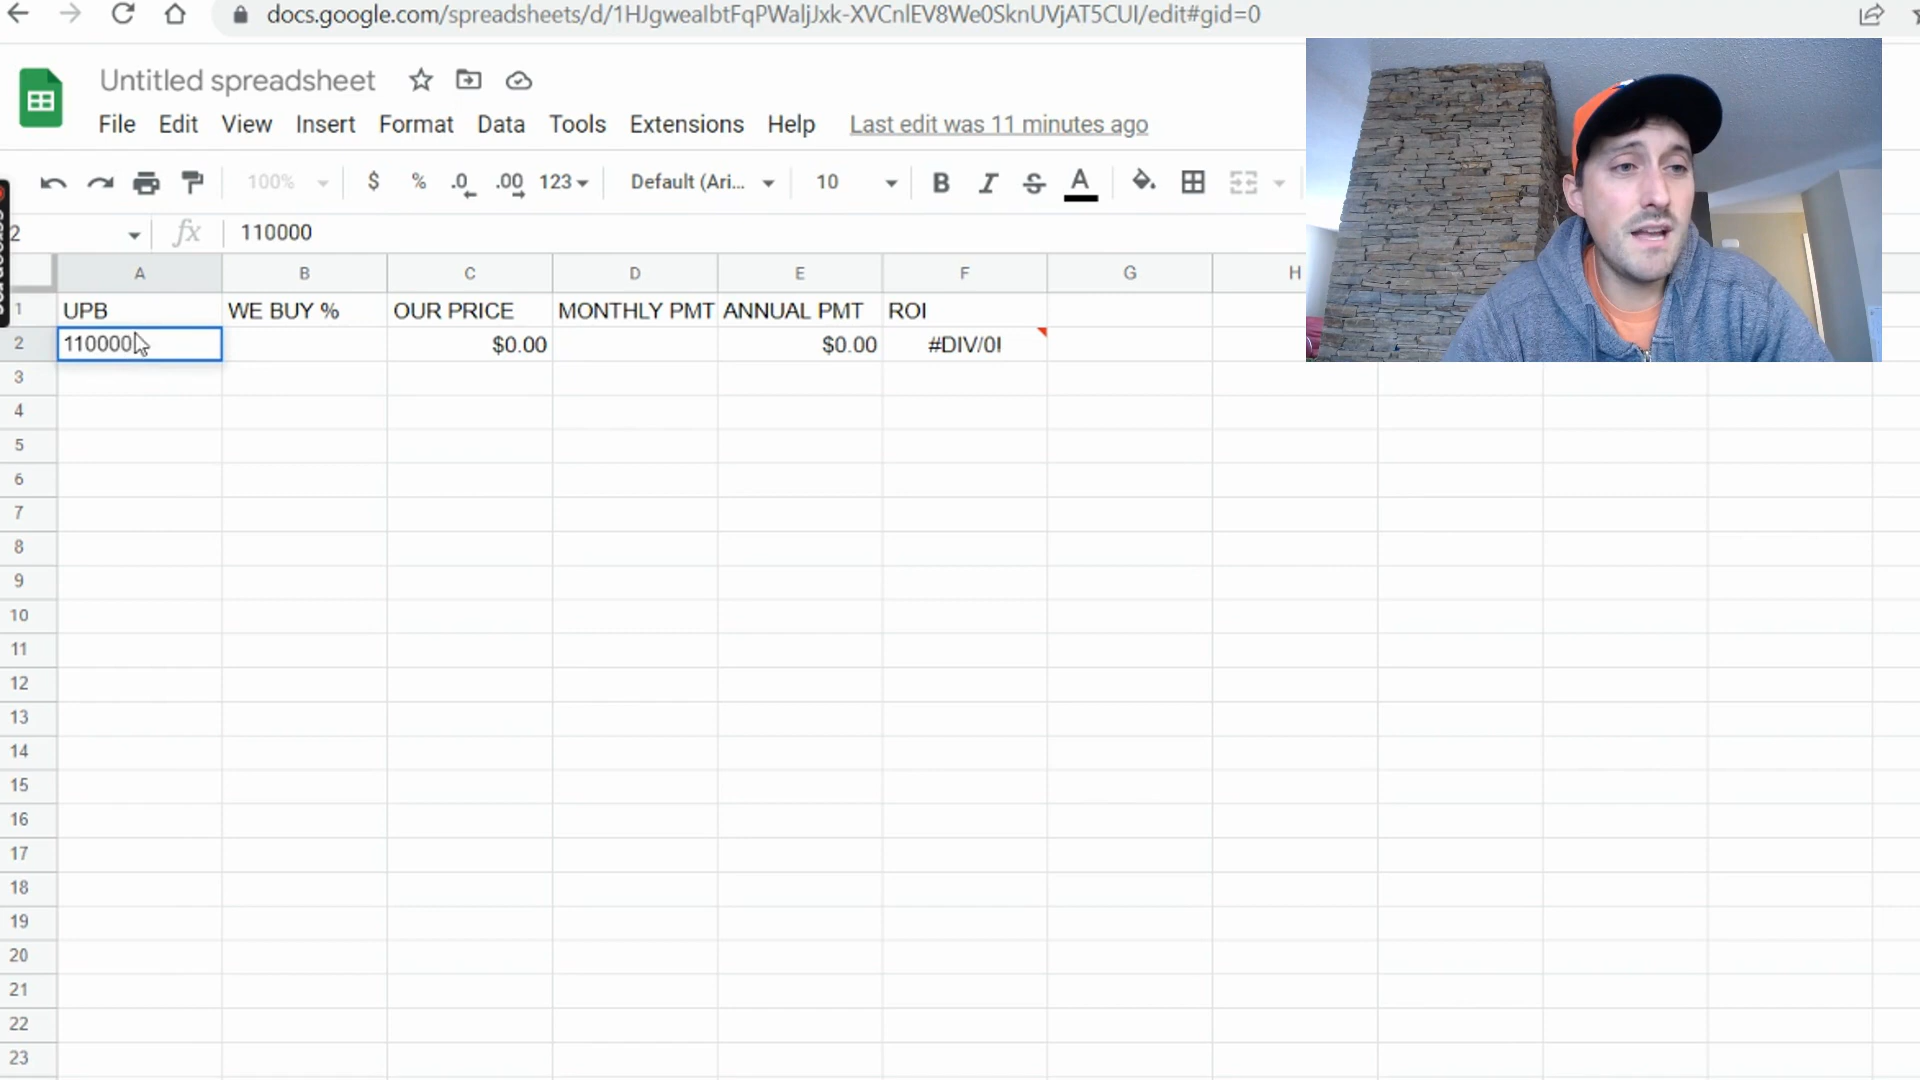 docs.google.com/spreadsheets/d/1HJgwealbtFqPWaljJxk-XVCnlEV8We0SknUVjAT5CUI/edit#gid=0
Untitled spreadsheet
File Edit View Insert Format Data Tools Extensions Help Last edit was 11 minutes ago
100% $ % .0 .00 123 Default (Ari... 10 B I S A
2 fx 110000
A B C D E F G H
1 UPB WE BUY % OUR PRICE MONTHLY PMT ANNUAL PMT ROI
2 110000 $0.00 $0.00 #DIV/0!
3
4
5
6
7
8
9
10
11
12
13
14
15
16
17
18
19
20
21
22
23